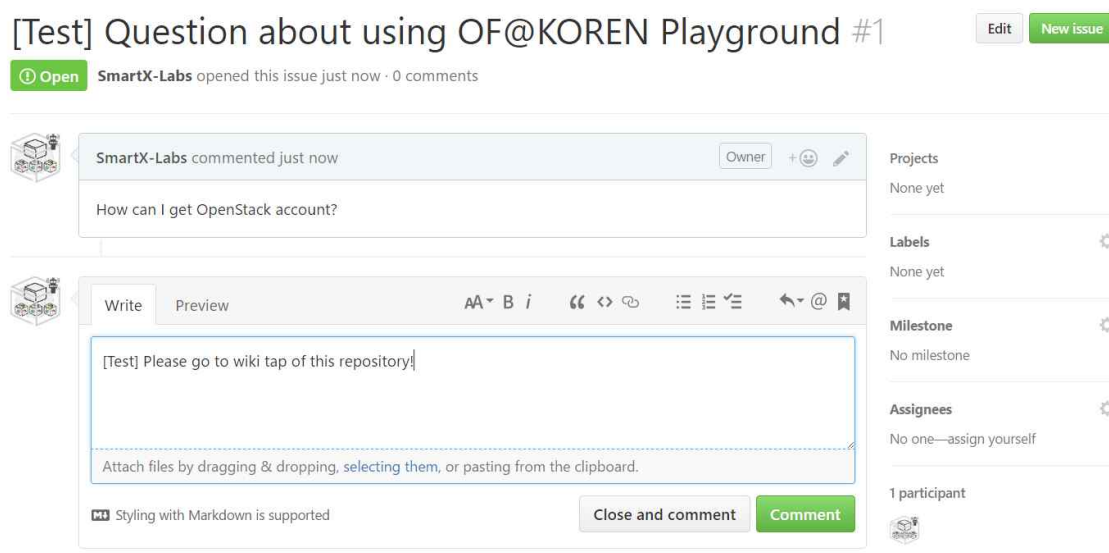 [Test] Question about using OF@KOREN Playground #1
Edit
New issue
Open
SmartX-Labs opened this issue just now · 0 comments
SmartX-Labs commented just now
Owner
How can I get OpenStack account?
Projects
None yet
Labels
None yet
Milestone
No milestone
Assignees
No one—assign yourself
1 participant
Write
Preview
AA B i
[Test] Please go to wiki tap of this repository!
Attach files by dragging & dropping, selecting them, or pasting from the clipboard.
Styling with Markdown is supported
Close and comment
Comment